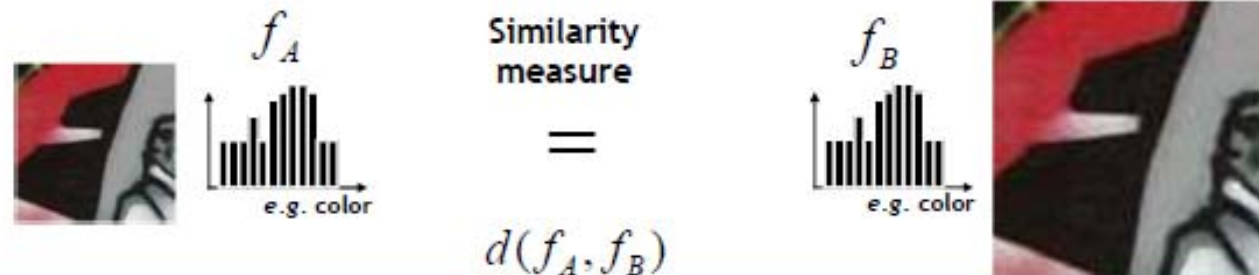 f_A
Similarity
measure
f_B
=
e.g. color
e.g. color
d(f_A, f_B)